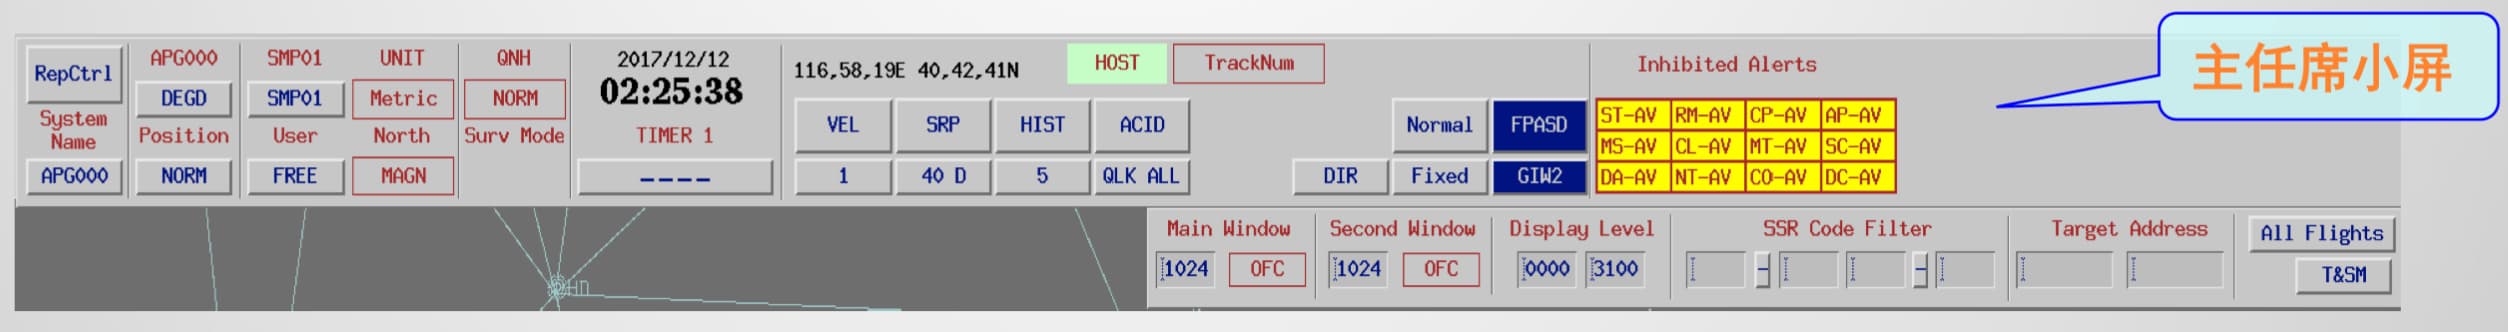 RepCtrl
System
Name
APG000
APG000
DEGD
Position
NORM
SMP01
SMP01
User
FREE
UNIT
Metric
North
MAGN
QNH
NORM
Surv Mode
2017/12/12
02:25:38
TIMER 1
----
116,58,19E 40,42,41N
HOST
TrackNum
VEL
SRP
HIST
ACID
1
40 D
5
QLK ALL
Normal
FPASD
DIR
Fixed
GIW2
Inhibited Alerts
ST-AV RM-AV CP-AV AP-AV
MS-AV CL-AV MT-AV SC-AV
DA-AV NT-AV CO-AV DC-AV
主任席小屏
Main Window
1024 OFC
Second Window
1024 OFC
Display Level
0000 3100
SSR Code Filter
- -
Target Address
All Flights
T&SM